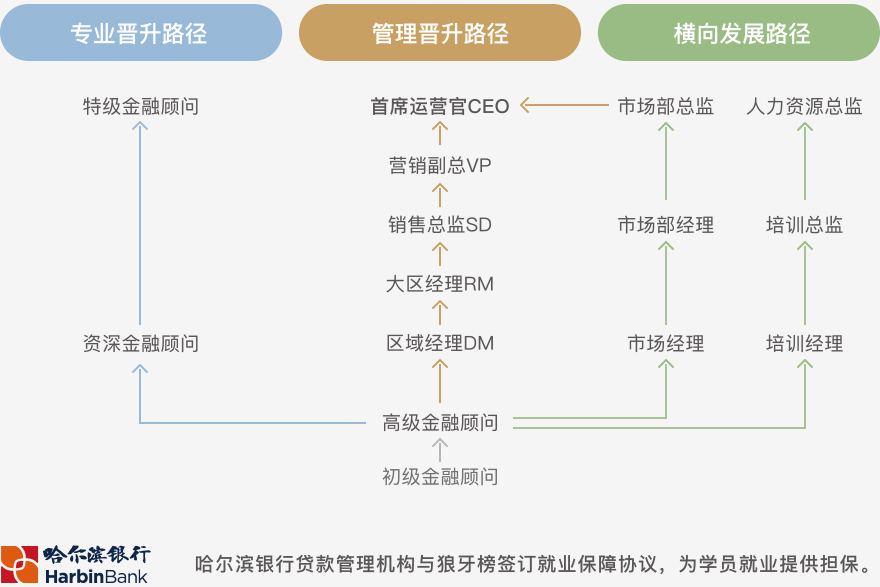 专业晋升路径
管理晋升路径
横向发展路径
特级金融顾问
首席运营官CEO
市场部总监
人力资源总监
营销副总VP
销售总监SD
市场部经理
培训总监
大区经理RM
资深金融顾问
区域经理DM
市场经理
培训经理
高级金融顾问
初级金融顾问
哈尔滨银行
HarbinBank
哈尔滨银行贷款管理机构与狼牙榜签订就业保障协议，为学员就业提供担保。